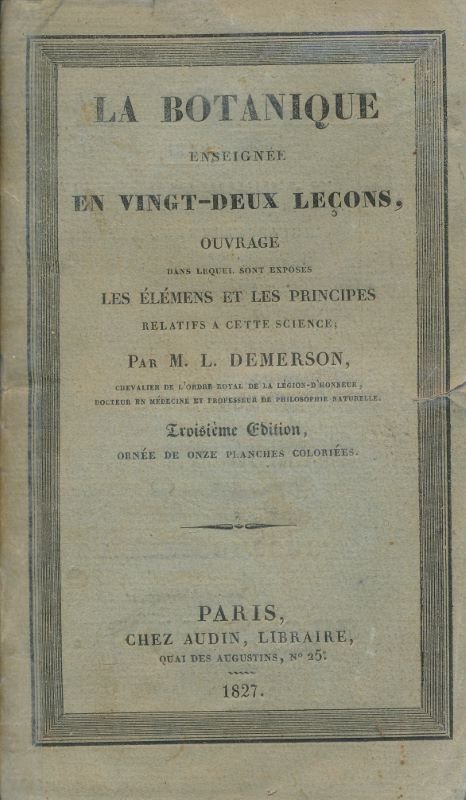 LA BOTANIQUE
ENSEIGNÉE
EN VINGT-DEUX LEÇONS,
OUVRAGE
DANS LEQUEL SONT EXPOSÉS
LES ÉLÉMENS ET LES PRINCIPES
RELATIFS A CETTE SCIENCE;
PAR M. L. DEMERSON,
CHEVALIER DE L'ORDRE ROYAL DE LA LÉGION-D'HONNEUR,
DOCTEUR EN MÉDECINE ET PROFESSEUR DE PHILOSOPHIE NATURELLE.
Troisième Edition,
ORNÉE DE ONZE PLANCHES COLORIÉES.
PARIS,
CHEZ AUDIN, LIBRAIRE,
QUAI DES AUGUSTINS, Nº 25.
1827.